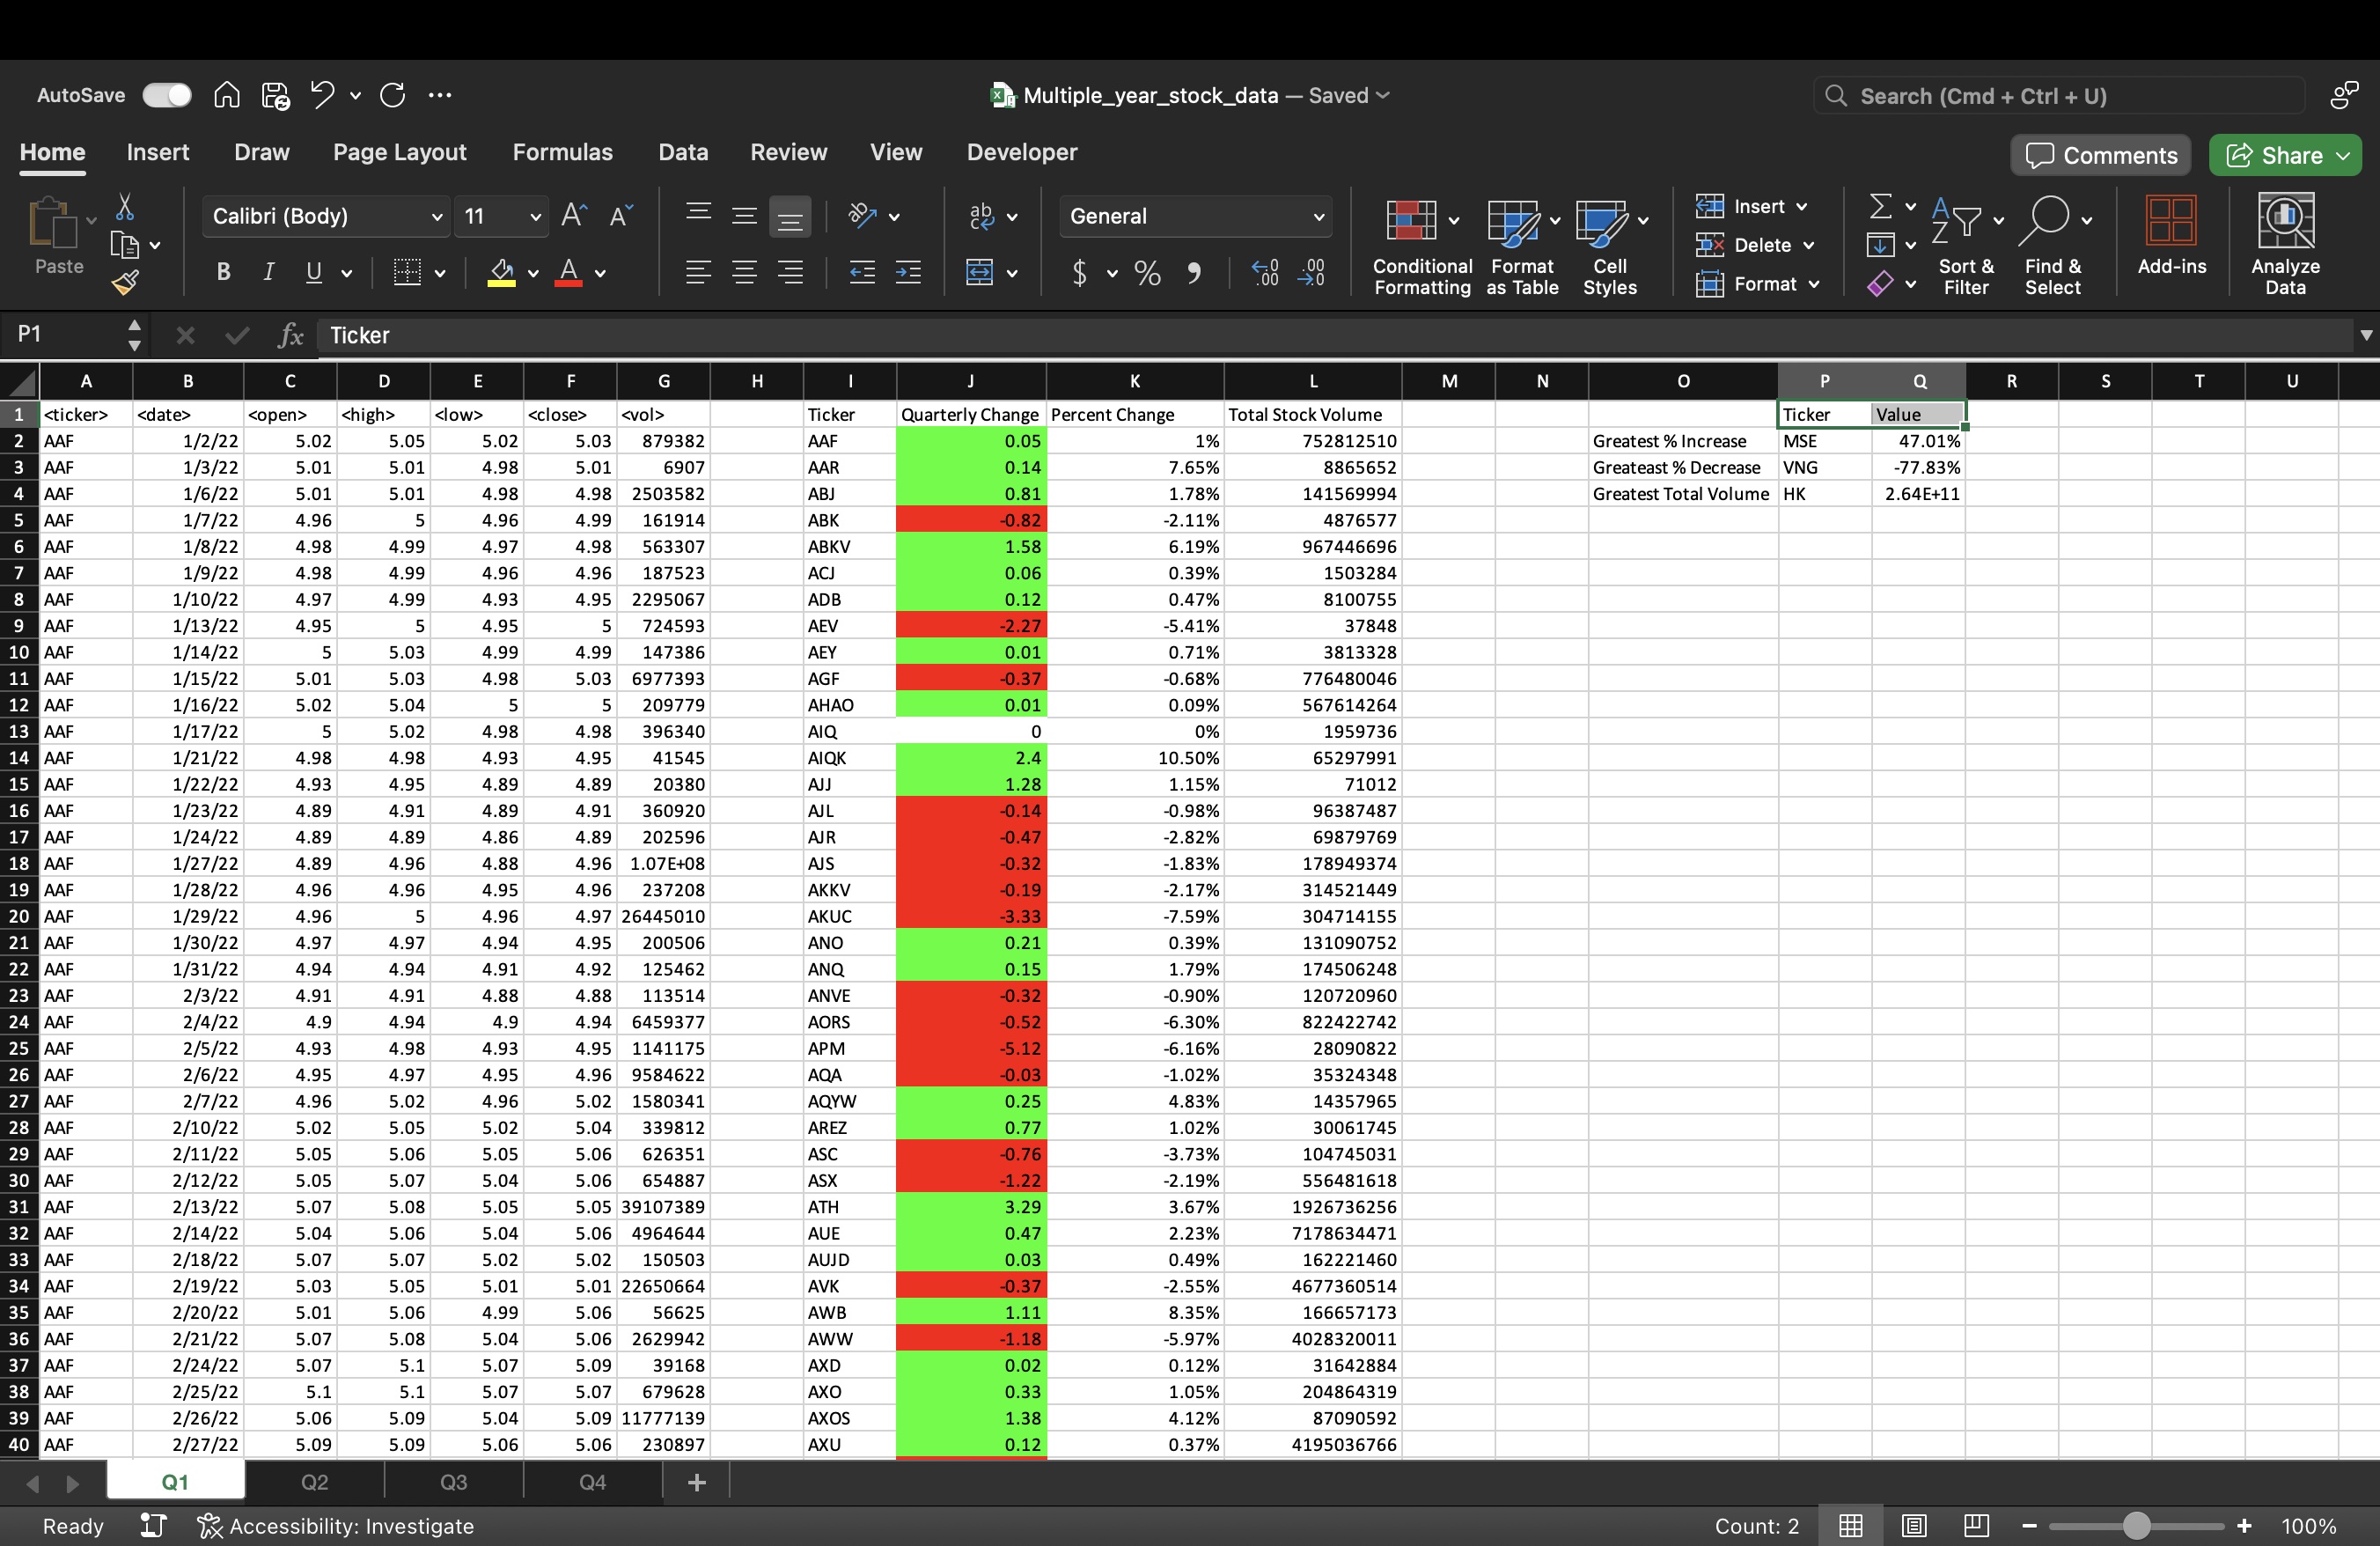 AutoSave Multiple_year_stock_data — Saved Search (Cmd + Ctrl + U)
Home Insert Draw Page Layout Formulas Data Review View Developer Comments Share
Paste Calibri (Body) 11 General Conditional Formatting Format as Table Cell Styles Insert Delete Format Sort & Filter Find & Select Add-ins Analyze Data
P1 fx Ticker
A B C D E F G H I J K L M N O P Q R S T U
1 <ticker> <date> <open> <high> <low> <close> <vol> Ticker Quarterly Change Percent Change Total Stock Volume Ticker Value
2 AAF 1/2/22 5.02 5.05 5.02 5.03 879382 AAF 0.05 1% 752812510 Greatest % Increase MSE 47.01%
3 AAF 1/3/22 5.01 5.01 4.98 5.01 6907 AAR 0.14 7.65% 8865652 Greateast % Decrease VNG -77.83%
4 AAF 1/6/22 5.01 5.01 4.98 4.98 2503582 ABJ 0.81 1.78% 141569994 Greatest Total Volume HK 2.64E+11
5 AAF 1/7/22 4.96 5 4.96 4.99 161914 ABK -0.82 -2.11% 4876577
6 AAF 1/8/22 4.98 4.99 4.97 4.98 563307 ABKV 1.58 6.19% 967446696
7 AAF 1/9/22 4.98 4.99 4.96 4.96 187523 ACJ 0.06 0.39% 1503284
8 AAF 1/10/22 4.97 4.99 4.93 4.95 2295067 ADB 0.12 0.47% 8100755
9 AAF 1/13/22 4.95 5 4.95 5 724593 AEV -2.27 -5.41% 37848
10 AAF 1/14/22 5 5.03 4.99 4.99 147386 AEY 0.01 0.71% 3813328
11 AAF 1/15/22 5.01 5.03 4.98 5.03 6977393 AGF -0.37 -0.68% 776480046
12 AAF 1/16/22 5.02 5.04 5 5 209779 AHAO 0.01 0.09% 567614264
13 AAF 1/17/22 5 5.02 4.98 4.98 396340 AIQ 0 0% 1959736
14 AAF 1/21/22 4.98 4.98 4.93 4.95 41545 AIQK 2.4 10.50% 65297991
15 AAF 1/22/22 4.93 4.95 4.89 4.89 20380 AJJ 1.28 1.15% 71012
16 AAF 1/23/22 4.89 4.91 4.89 4.91 360920 AJL -0.14 -0.98% 96387487
17 AAF 1/24/22 4.89 4.89 4.86 4.89 202596 AJR -0.47 -2.82% 69879769
18 AAF 1/27/22 4.89 4.96 4.88 4.96 1.07E+08 AJS -0.32 -1.83% 178949374
19 AAF 1/28/22 4.96 4.96 4.95 4.96 237208 AKKV -0.19 -2.17% 314521449
20 AAF 1/29/22 4.96 5 4.96 4.97 26445010 AKUC -3.33 -7.59% 304714155
21 AAF 1/30/22 4.97 4.97 4.94 4.95 200506 ANO 0.21 0.39% 131090752
22 AAF 1/31/22 4.94 4.94 4.91 4.92 125462 ANQ 0.15 1.79% 174506248
23 AAF 2/3/22 4.91 4.91 4.88 4.88 113514 ANVE -0.32 -0.90% 120720960
24 AAF 2/4/22 4.9 4.94 4.9 4.94 6459377 AORS -0.52 -6.30% 822422742
25 AAF 2/5/22 4.93 4.98 4.93 4.95 1141175 APM -5.12 -6.16% 28090822
26 AAF 2/6/22 4.95 4.97 4.95 4.96 9584622 AQA -0.03 -1.02% 35324348
27 AAF 2/7/22 4.96 5.02 4.96 5.02 1580341 AQYW 0.25 4.83% 14357965
28 AAF 2/10/22 5.02 5.05 5.02 5.04 339812 AREZ 0.77 1.02% 30061745
29 AAF 2/11/22 5.05 5.06 5.05 5.06 626351 ASC -0.76 -3.73% 104745031
30 AAF 2/12/22 5.05 5.07 5.04 5.06 654887 ASX -1.22 -2.19% 556481618
31 AAF 2/13/22 5.07 5.08 5.05 5.05 39107389 ATH 3.29 3.67% 1926736256
32 AAF 2/14/22 5.04 5.06 5.04 5.06 4964644 AUE 0.47 2.23% 7178634471
33 AAF 2/18/22 5.07 5.07 5.02 5.02 150503 AUJD 0.03 0.49% 162221460
34 AAF 2/19/22 5.03 5.05 5.01 5.01 22650664 AVK -0.37 -2.55% 4677360514
35 AAF 2/20/22 5.01 5.06 4.99 5.06 56625 AWB 1.11 8.35% 166657173
36 AAF 2/21/22 5.07 5.08 5.04 5.06 2629942 AWW -1.18 -5.97% 4028320011
37 AAF 2/24/22 5.07 5.1 5.07 5.09 39168 AXD 0.02 0.12% 31642884
38 AAF 2/25/22 5.1 5.1 5.07 5.07 679628 AXO 0.33 1.05% 204864319
39 AAF 2/26/22 5.06 5.09 5.04 5.09 11777139 AXOS 1.38 4.12% 87090592
40 AAF 2/27/22 5.09 5.09 5.06 5.06 230897 AXU 0.12 0.37% 4195036766
Q1 Q2 Q3 Q4 +
Ready Accessibility: Investigate Count: 2 100%